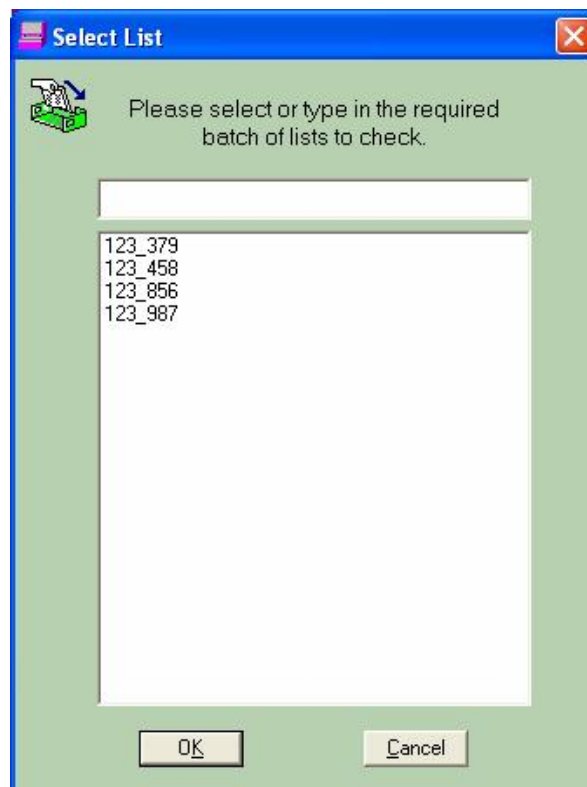 Select List
Please select or type in the required
batch of lists to check.
123_379
123_458
123_856
123_987
OK
Cancel